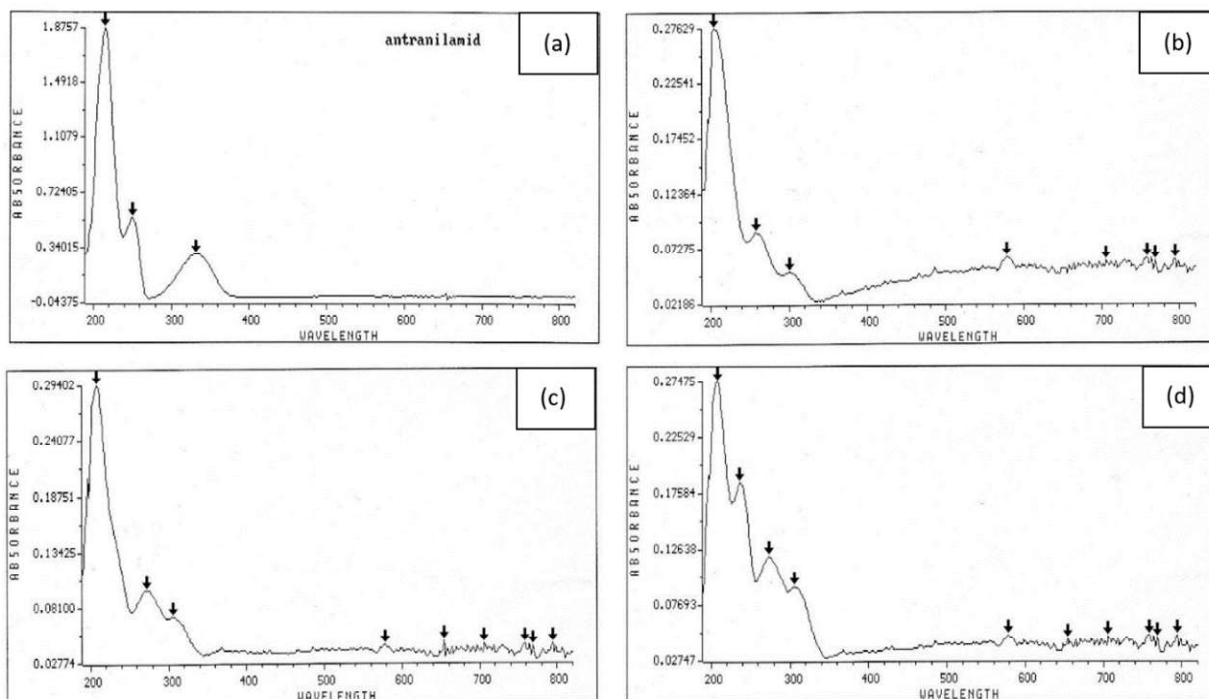 1.8757
1.4918
1.1079
0.72405
0.34015
-0.04375
ABSORBANCE
antranilamid
(a)
200 300 400 500 600 700 800
WAVELENGTH
0.27629
0.22541
0.17452
0.12364
0.07275
0.02186
ABSORBANCE
(b)
200 300 400 500 600 700 800
WAVELENGTH
0.29402
0.24077
0.18751
0.13425
0.08100
0.02774
ABSORBANCE
(c)
200 300 400 500 600 700 800
WAVELENGTH
0.27475
0.22529
0.17584
0.12638
0.07693
0.02747
ABSORBANCE
(d)
200 300 400 500 600 700 800
WAVELENGTH